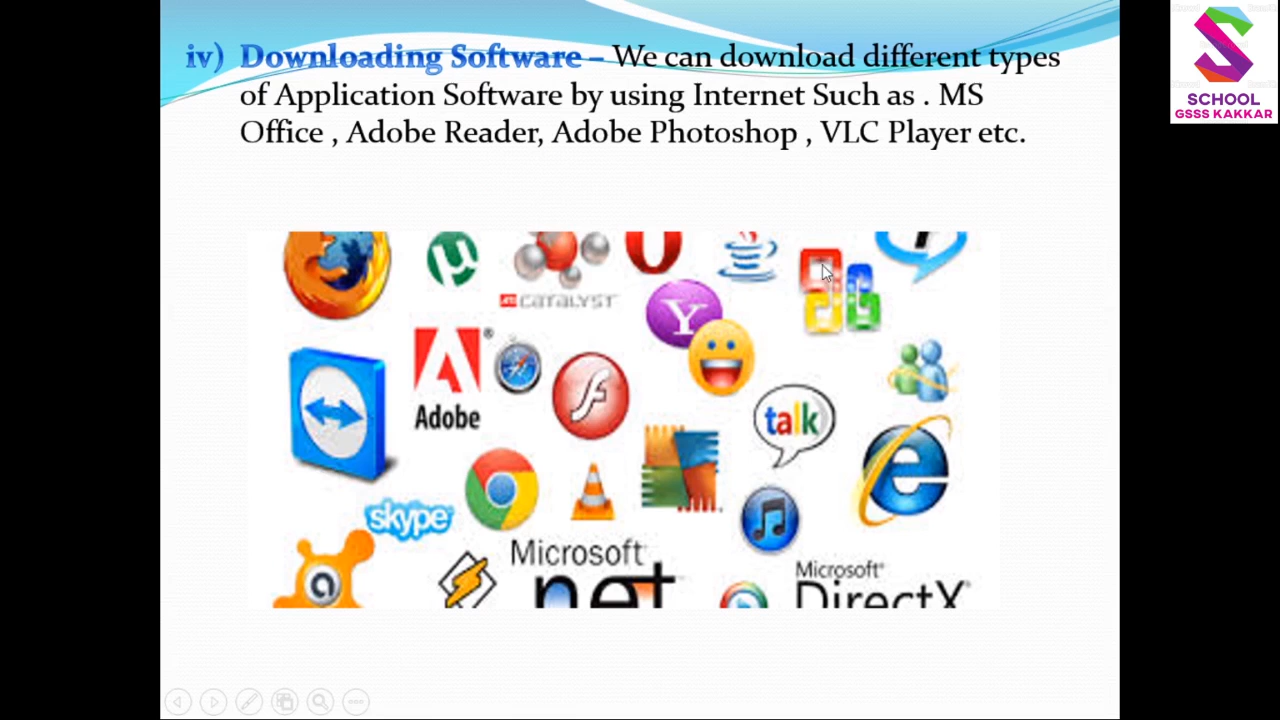 iv) Downloading Software – We can download different types
of Application Software by using Internet Such as . MS
Office , Adobe Reader, Adobe Photoshop , VLC Player etc.
SCHOOL
GSSS KAKKAR
CATALYST
Y
Adobe
talk
skype
Microsoft
.net
Microsoft
DirectX